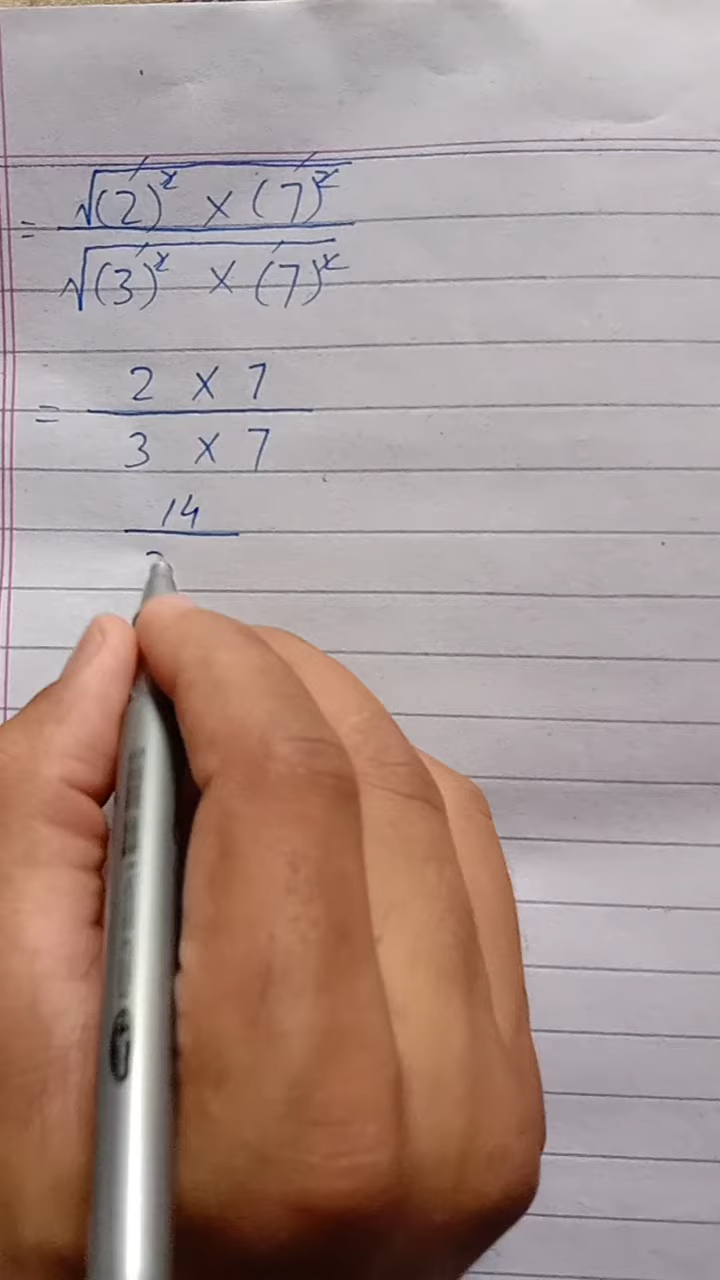 = √(2)² × (7)²
√(3)² × (7)²
= 2 × 7
3 × 7
14